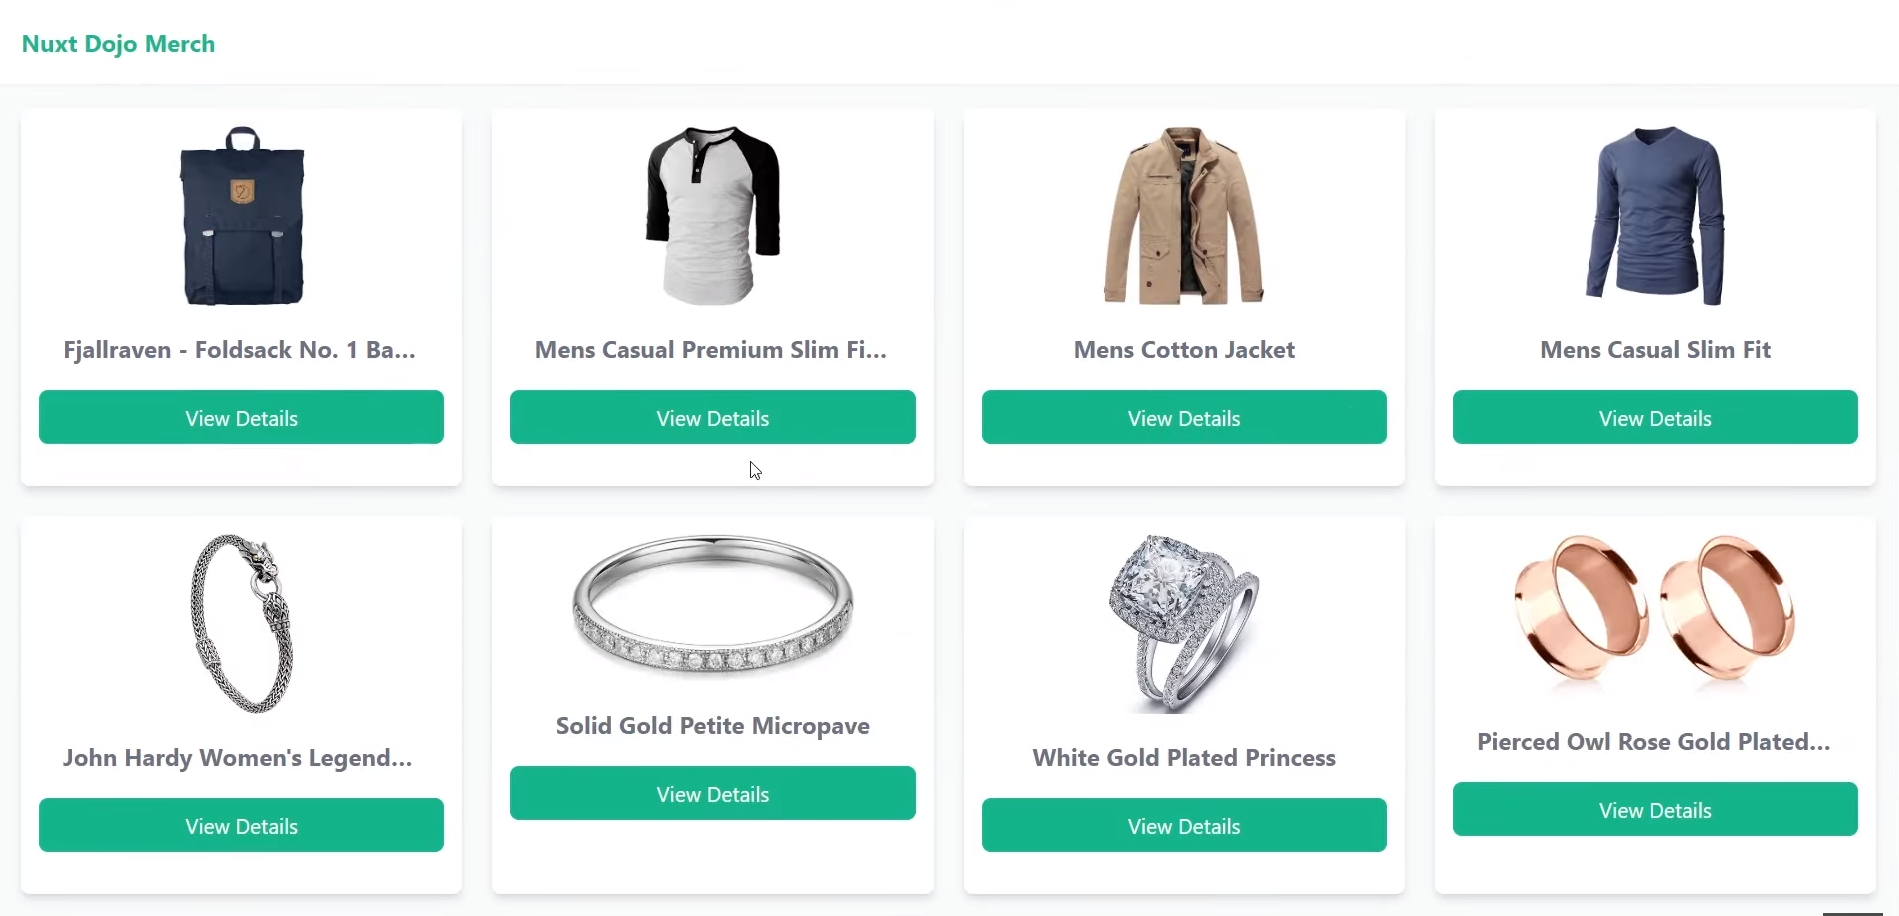 Nuxt Dojo Merch
Fjallraven - Foldsack No. 1 Ba...
Mens Casual Premium Slim Fi...
Mens Cotton Jacket
Mens Casual Slim Fit
View Details
View Details
View Details
View Details
John Hardy Women's Legend...
Solid Gold Petite Micropave
White Gold Plated Princess
Pierced Owl Rose Gold Plated...
View Details
View Details
View Details
View Details